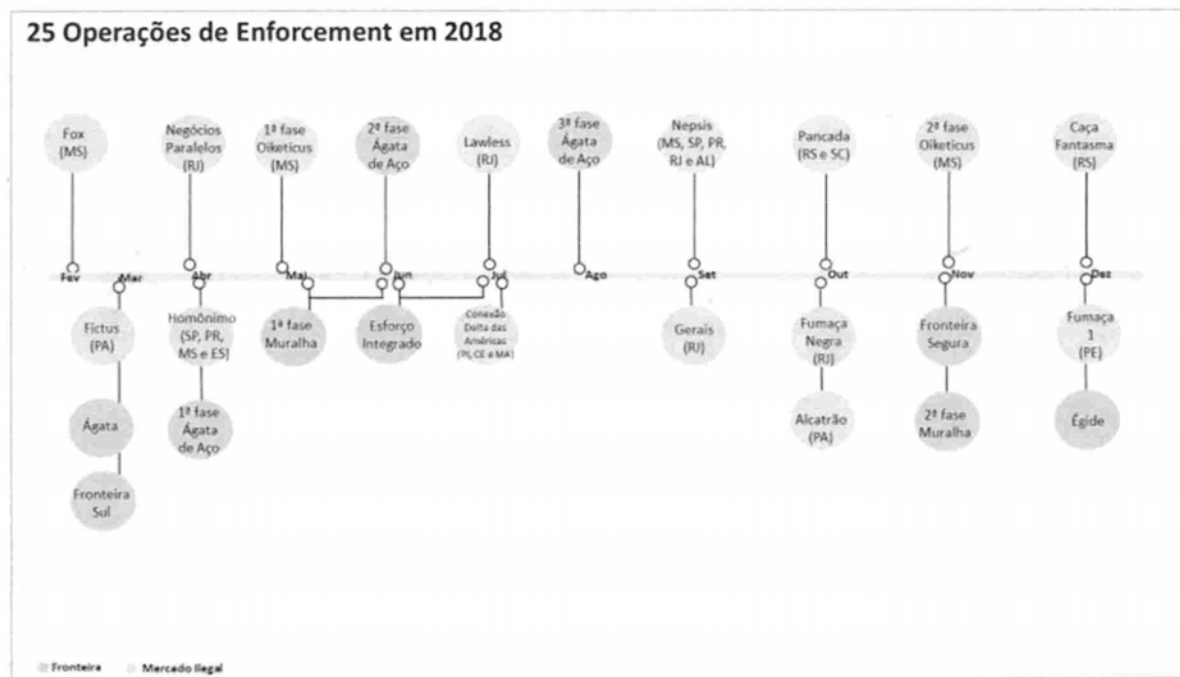 25 Operações de Enforcement em 2018
Fox
(MS)
Negócios
Paralelos
(RJ)
1ª fase
Oiketicus
(MS)
2ª fase
Ágata
de Aço
Lawless
(RJ)
3ª fase
Ágata
de Aço
Nepsis
(MS, SP, PR,
RJ e AL)
Pancada
(RS e SC)
2ª fase
Oiketicus
(MS)
Caça
Fantasma
(RS)
Fev
Mar
Abr
Mai
Jun
Jul
Ago
Set
Out
Nov
Dez
Fictus
(PA)
Homônimo
(SP, PR,
MS e ES)
1ª fase
Muralha
Esforço
Integrado
Conexão
Delta das
Américas
(PI, CE e MA)
Gerais
(RJ)
Fumaça
Negra
(RJ)
Fronteira
Segura
Fumaça
1
(PE)
Ágata
1ª fase
Ágata
de Aço
Alcatrão
(PA)
2ª fase
Muralha
Égide
Fronteira
Sul
Fronteira
Mercado Ilegal